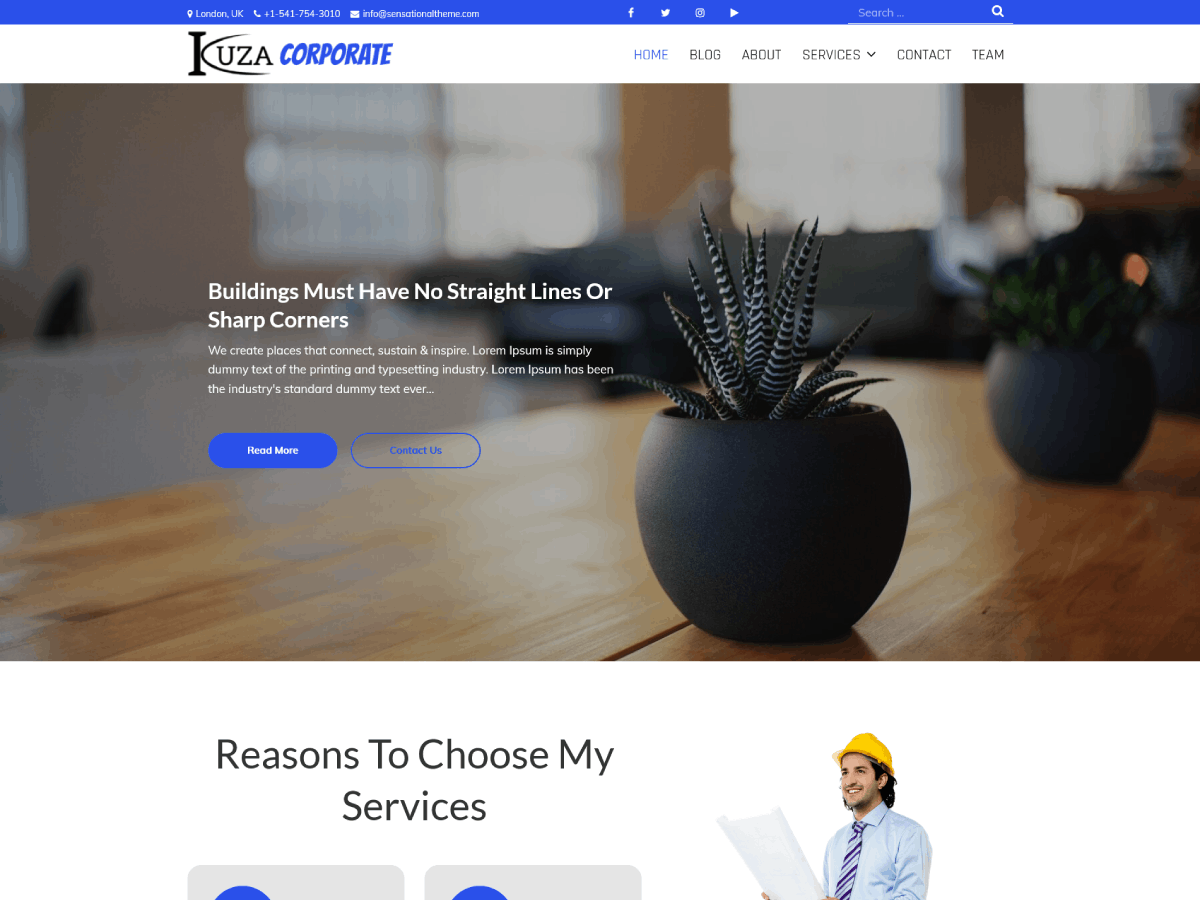 London, UK +1-541-754-3010 info@sensationaltheme.com Search ...
KUZA CORPORATE
HOME BLOG ABOUT SERVICES CONTACT TEAM
Buildings Must Have No Straight Lines Or
Sharp Corners
We create places that connect, sustain & inspire. Lorem Ipsum is simply
dummy text of the printing and typesetting industry. Lorem Ipsum has been
the industry's standard dummy text ever...
Read More Contact Us
Reasons To Choose My
Services